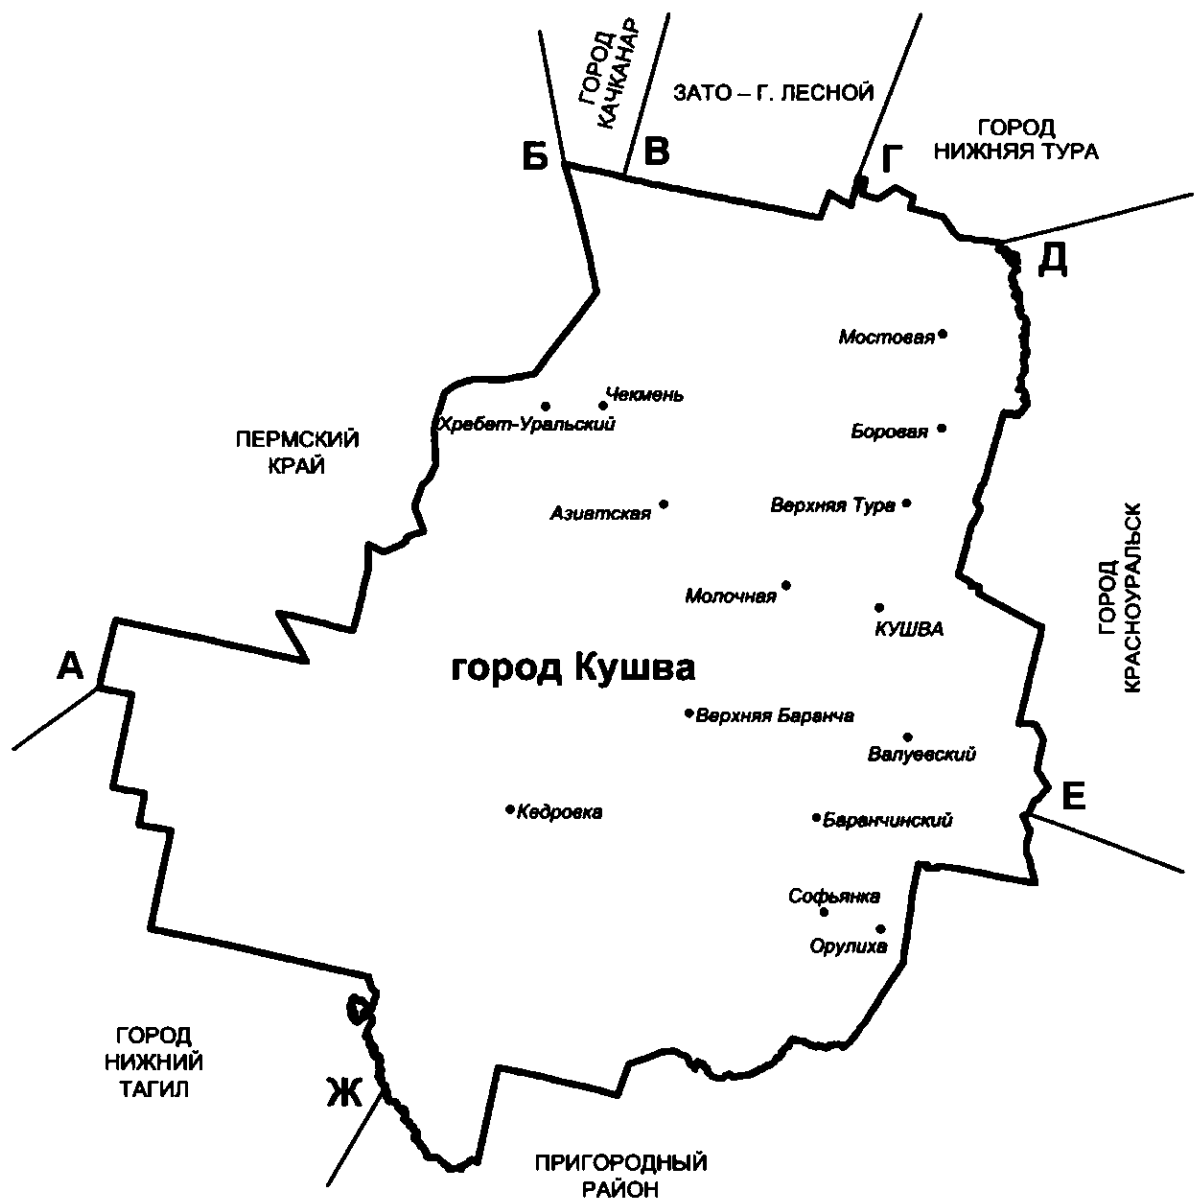 ГОРОД
КАЧКАНАР
ЗАТО – Г. ЛЕСНОЙ
ГОРОД
НИЖНЯЯ ТУРА
Б
В
Г
Д
Мостовая
Чекмень
Хребет-Уральский
Боровая
ПЕРМСКИЙ
КРАЙ
Азиатская
Верхняя Тура
ГОРОД
КРАСНОУРАЛЬСК
Молочная
КУШВА
А
город Кушва
Верхняя Баранча
Валуевский
Е
Кедровка
Баранчинский
Софьянка
Орулиха
ГОРОД
НИЖНИЙ
ТАГИЛ
Ж
ПРИГОРОДНЫЙ
РАЙОН